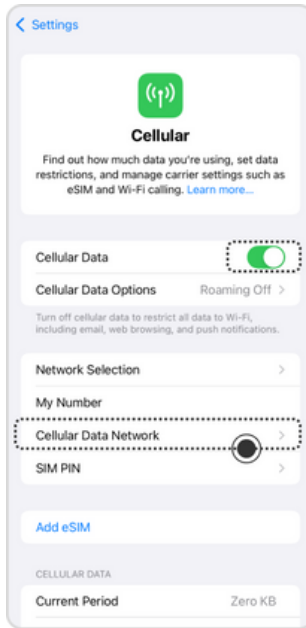 Settings
Cellular
Find out how much data you're using, set data
restrictions, and manage carrier settings such as
eSIM and Wi-Fi calling. Learn more...
Cellular Data
Cellular Data Options Roaming Off
Turn off cellular data to restrict all data to Wi-Fi,
including email, web browsing, and push notifications.
Network Selection
My Number
Cellular Data Network
SIM PIN
Add eSIM
CELLULAR DATA
Current Period Zero KB